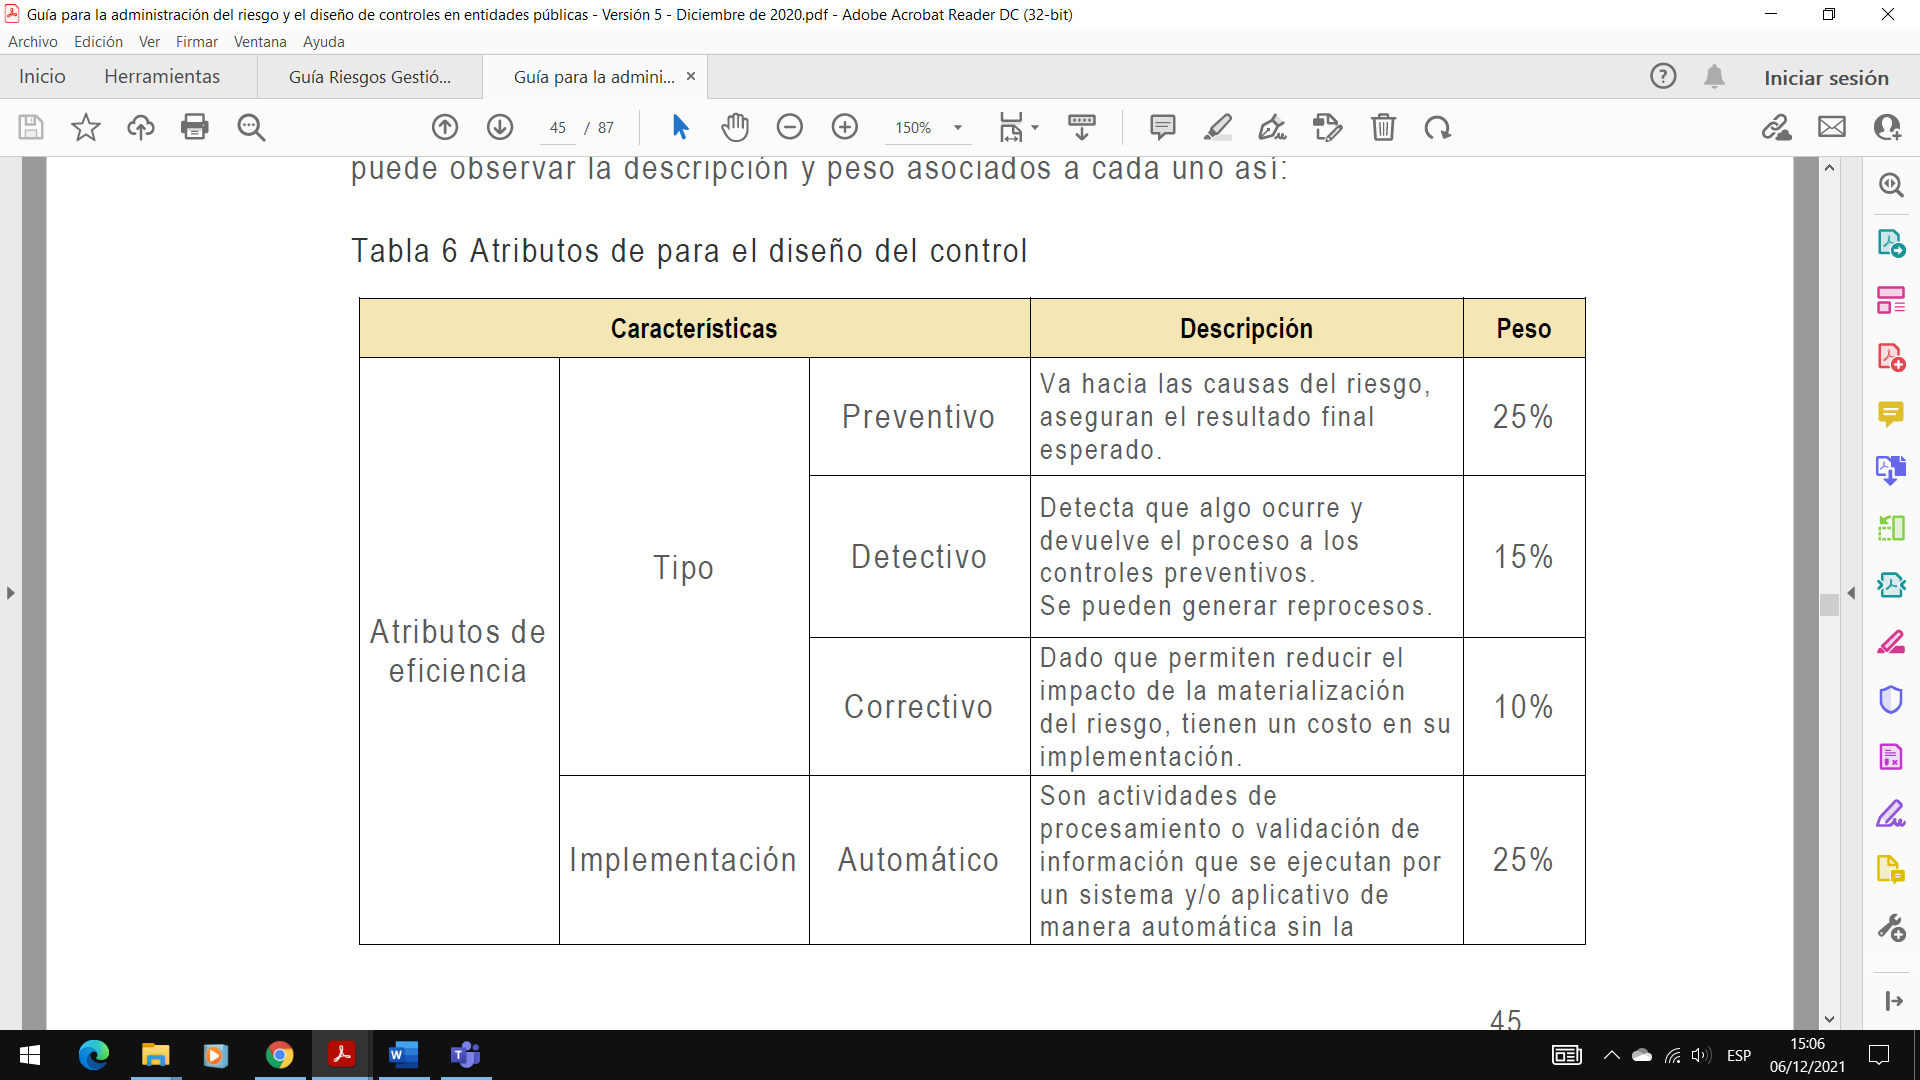 Guía para la administración del riesgo y el diseño de controles en entidades públicas - Versión 5 - Diciembre de 2020.pdf - Adobe Acrobat Reader DC (32-bit)
Archivo Edición Ver Firmar Ventana Ayuda
Inicio Herramientas Guía Riesgos Gestió... Guía para la admini... Iniciar sesión
45 / 87 150%
puede observar la descripción y peso asociados a cada uno así:
Tabla 6 Atributos de para el diseño del control
Características Descripción Peso
Atributos de
eficiencia
Tipo
Preventivo
Va hacia las causas del riesgo,
aseguran el resultado final
esperado.
25%
Detectivo
Detecta que algo ocurre y
devuelve el proceso a los
controles preventivos.
Se pueden generar reprocesos.
15%
Correctivo
Dado que permiten reducir el
impacto de la materialización
del riesgo, tienen un costo en su
implementación.
10%
Implementación
Automático
Son actividades de
procesamiento o validación de
información que se ejecutan por
un sistema y/o aplicativo de
manera automática sin la
25%
45
ESP
15:06
06/12/2021